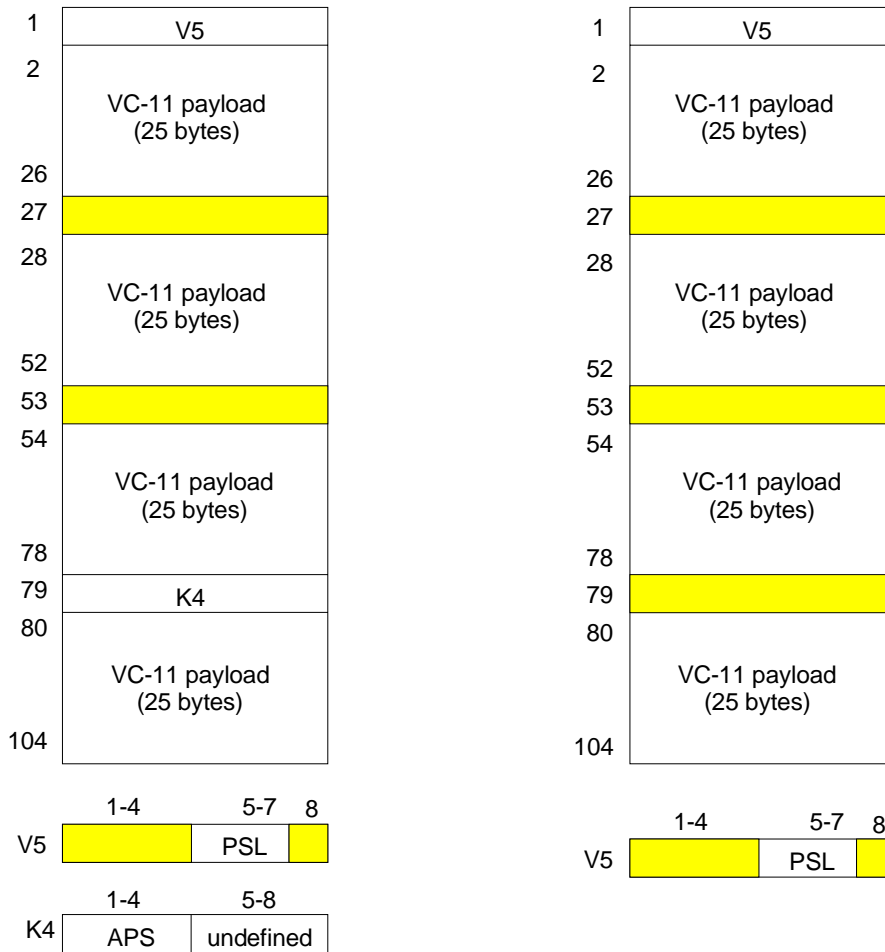 1
V5
2
VC-11 payload
(25 bytes)
26
27
28
VC-11 payload
(25 bytes)
52
53
54
VC-11 payload
(25 bytes)
78
79
K4
80
VC-11 payload
(25 bytes)
104
1-4 5-7 8
V5 PSL
1-4 5-8
K4 APS undefined
1
V5
2
VC-11 payload
(25 bytes)
26
27
28
VC-11 payload
(25 bytes)
52
53
54
VC-11 payload
(25 bytes)
78
79
80
VC-11 payload
(25 bytes)
104
1-4 5-7 8
V5 PSL